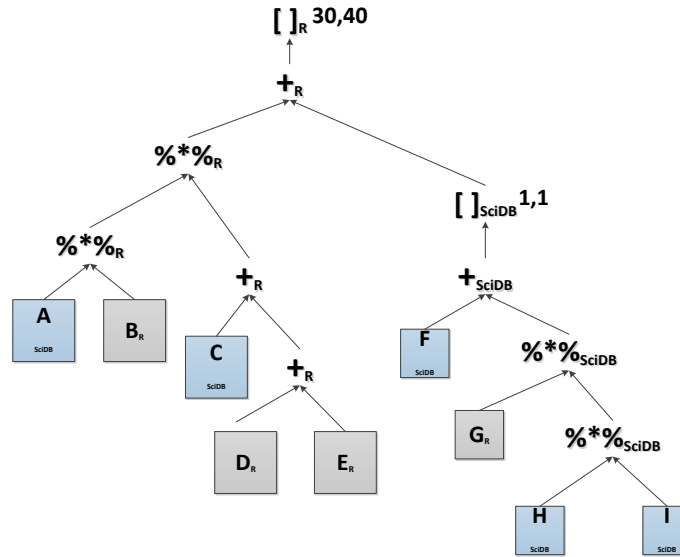 [ ]R 30,40
+R
%*%R
[ ]SciDB 1,1
%*%R
+R
+SciDB
A
SciDB
BR
C
SciDB
+R
F
SciDB
%*%SciDB
DR
ER
GR
%*%SciDB
H
SciDB
I
SciDB